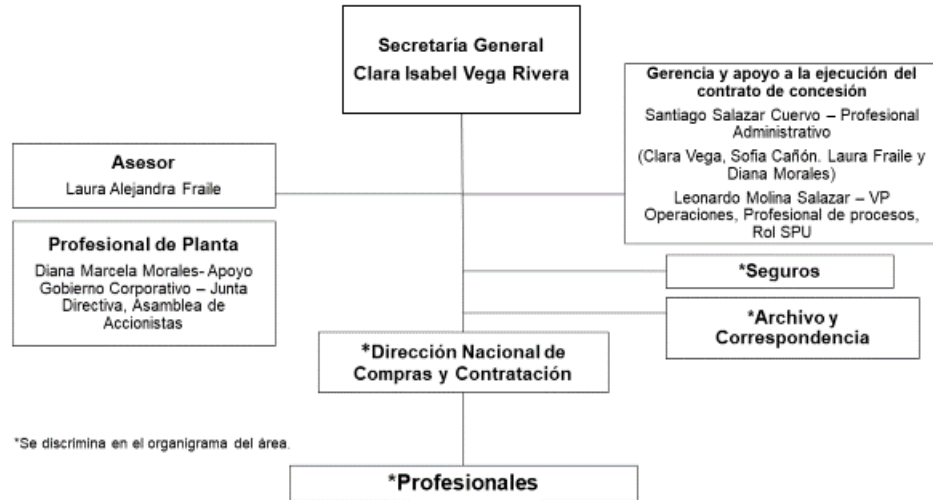 Secretaría General
Clara Isabel Vega Rivera
Gerencia y apoyo a la ejecución del
contrato de concesión
Santiago Salazar Cuervo – Profesional
Administrativo
(Clara Vega, Sofia Cañón. Laura Fraile y
Diana Morales)
Leonardo Molina Salazar – VP
Operaciones, Profesional de procesos,
Rol SPU
Asesor
Laura Alejandra Fraile
Profesional de Planta
Diana Marcela Morales- Apoyo
Gobierno Corporativo – Junta
Directiva, Asamblea de
Accionistas
*Seguros
*Archivo y
Correspondencia
*Dirección Nacional de
Compras y Contratación
*Se discrimina en el organigrama del área.
*Profesionales